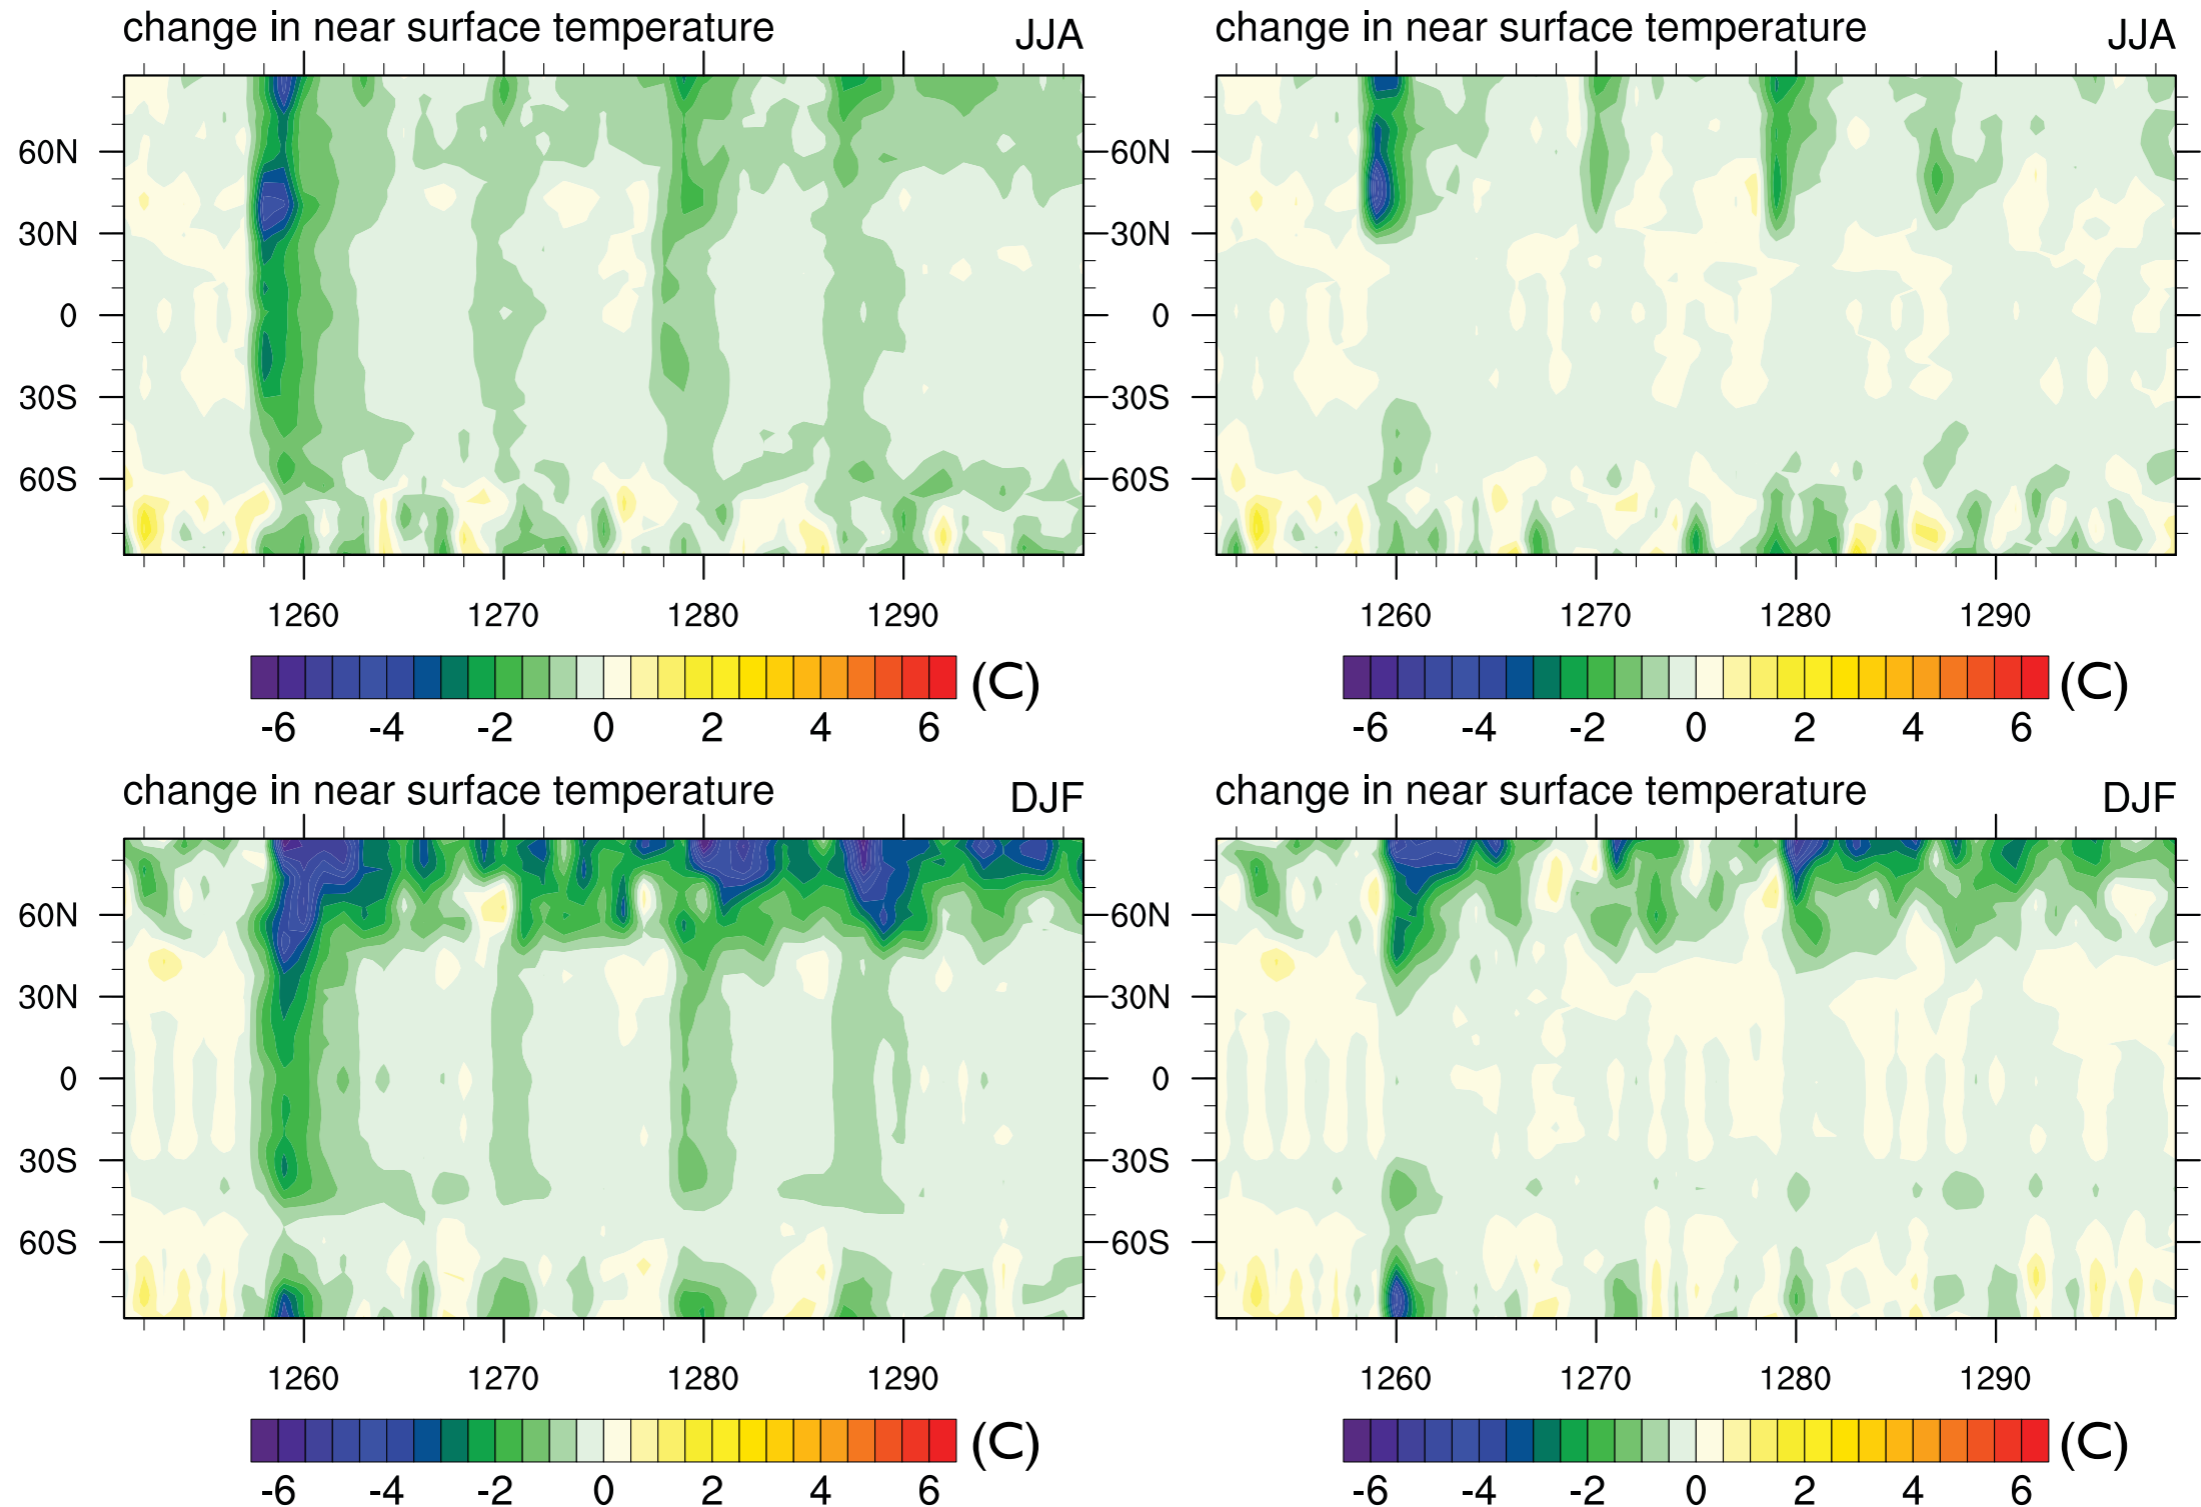 change in near surface temperature JJA
60N
30N
0
30S
60S
1260 1270 1280 1290
-6 -4 -2 0 2 4 6 (C)
change in near surface temperature JJA
60N
30N
0
30S
60S
1260 1270 1280 1290
-6 -4 -2 0 2 4 6 (C)
change in near surface temperature DJF
60N
30N
0
30S
60S
1260 1270 1280 1290
-6 -4 -2 0 2 4 6 (C)
change in near surface temperature DJF
60N
30N
0
30S
60S
1260 1270 1280 1290
-6 -4 -2 0 2 4 6 (C)